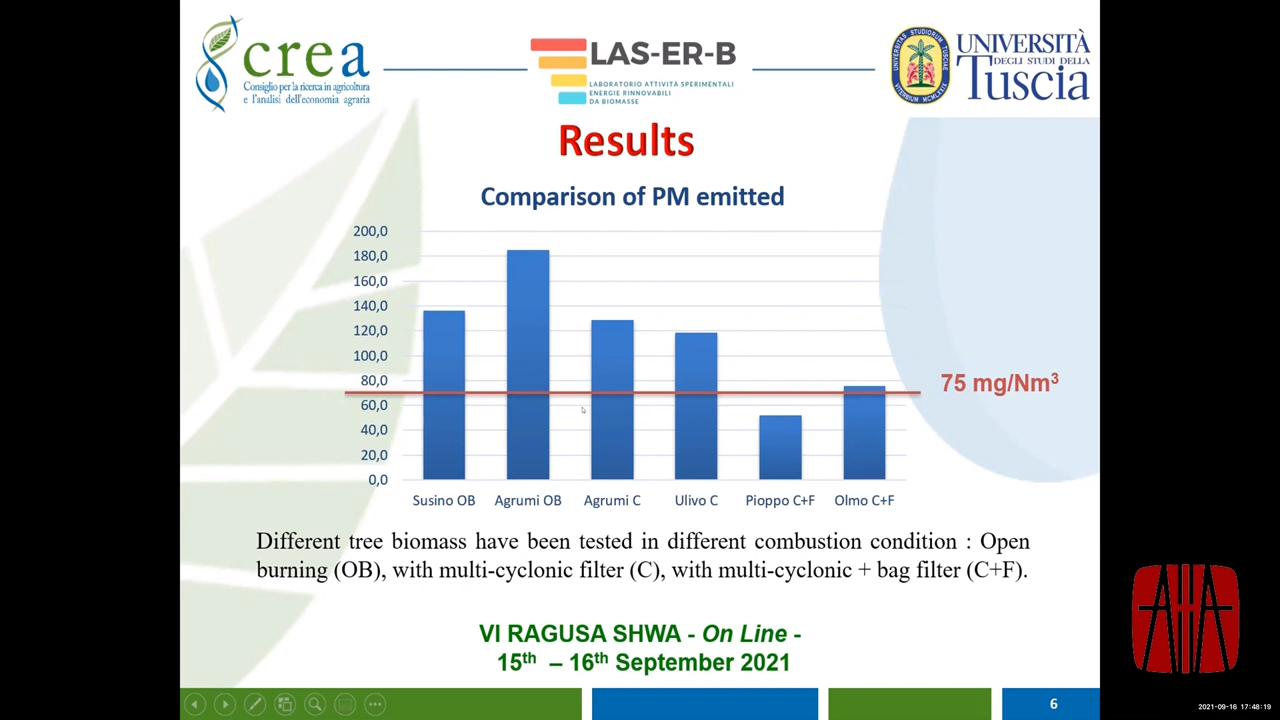 crea
Consiglio per la ricerca in agricoltura
e l'analisi dell'economia agraria
LAS-ER-B
LABORATORIO ATTIVITÀ SPERIMENTALI
ENERGIE RINNOVABILI
DA BIOMASSE
UNIVERSITÀ
DEGLI STUDI DELLA
Tuscia
Results
Comparison of PM emitted
200,0
180,0
160,0
140,0
120,0
100,0
80,0
60,0
40,0
20,0
0,0
75 mg/Nm³
Susino OB Agrumi OB Agrumi C Ulivo C Pioppo C+F Olmo C+F
Different tree biomass have been tested in different combustion condition : Open
burning (OB), with multi-cyclonic filter (C), with multi-cyclonic + bag filter (C+F).
VI RAGUSA SHWA - On Line -
15th – 16th September 2021
6
AIIA
2021-09-16 17:48:19